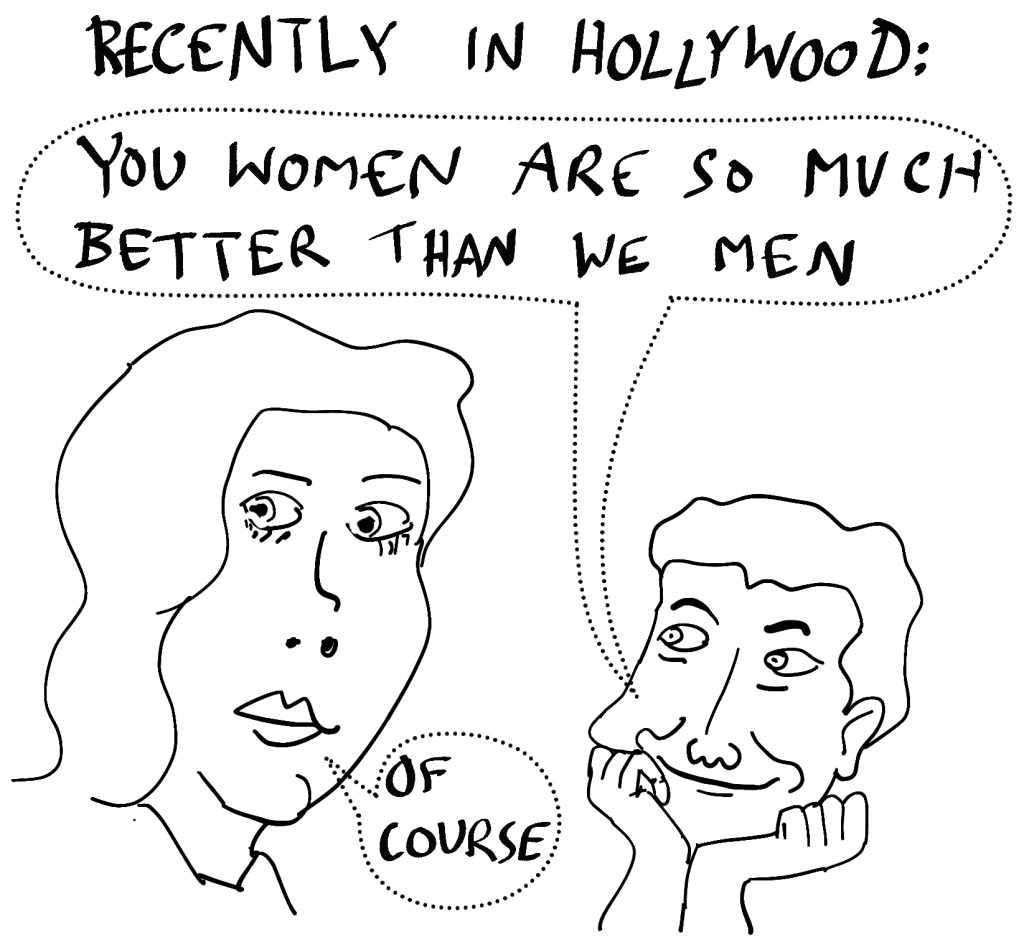 RECENTLY IN HOLLYWOOD:
YOU WOMEN ARE SO MUCH
BETTER THAN WE MEN
OF
COURSE